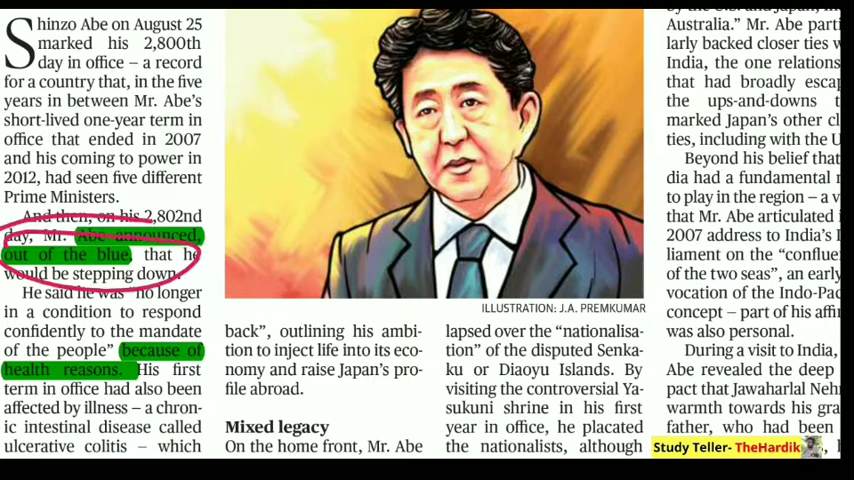 Shinzo Abe on August 25
marked his 2,800th
day in office – a record
for a country that, in the five
years in between Mr. Abe's
short-lived one-year term in
office that ended in 2007
and his coming to power in
2012, had seen five different
Prime Ministers.
And then, on his 2,802nd
day, Mr. Abe announced,
out of the blue, that he
would be stepping down.
He said he was "no longer
in a condition to respond
confidently to the mandate
of the people" because of
health reasons. His first
term in office had also been
affected by illness – a chron-
ic intestinal disease called
ulcerative colitis – which
ILLUSTRATION: J.A. PREMKUMAR
back", outlining his ambi-
tion to inject life into its eco-
nomy and raise Japan's pro-
file abroad.
Mixed legacy
On the home front, Mr. Abe
lapsed over the "nationalisa-
tion" of the disputed Senka-
ku or Diaoyu Islands. By
visiting the controversial Ya-
sukuni shrine in his first
year in office, he placated
the nationalists, although
by the U.S. and Japan,
Australia." Mr. Abe parti
larly backed closer ties
India, the one relations
that had broadly escap
the ups-and-downs
marked Japan's other cl
ties, including with the U
Beyond his belief that
dia had a fundamental
to play in the region – a v
that Mr. Abe articulated
2007 address to India's
liament on the "confluen
of the two seas", an early
vocation of the Indo-Pac
concept – part of his affin
was also personal.
During a visit to India,
Abe revealed the deep
pact that Jawaharlal Neh
warmth towards his gra
father, who had been
Study Teller- TheHardik